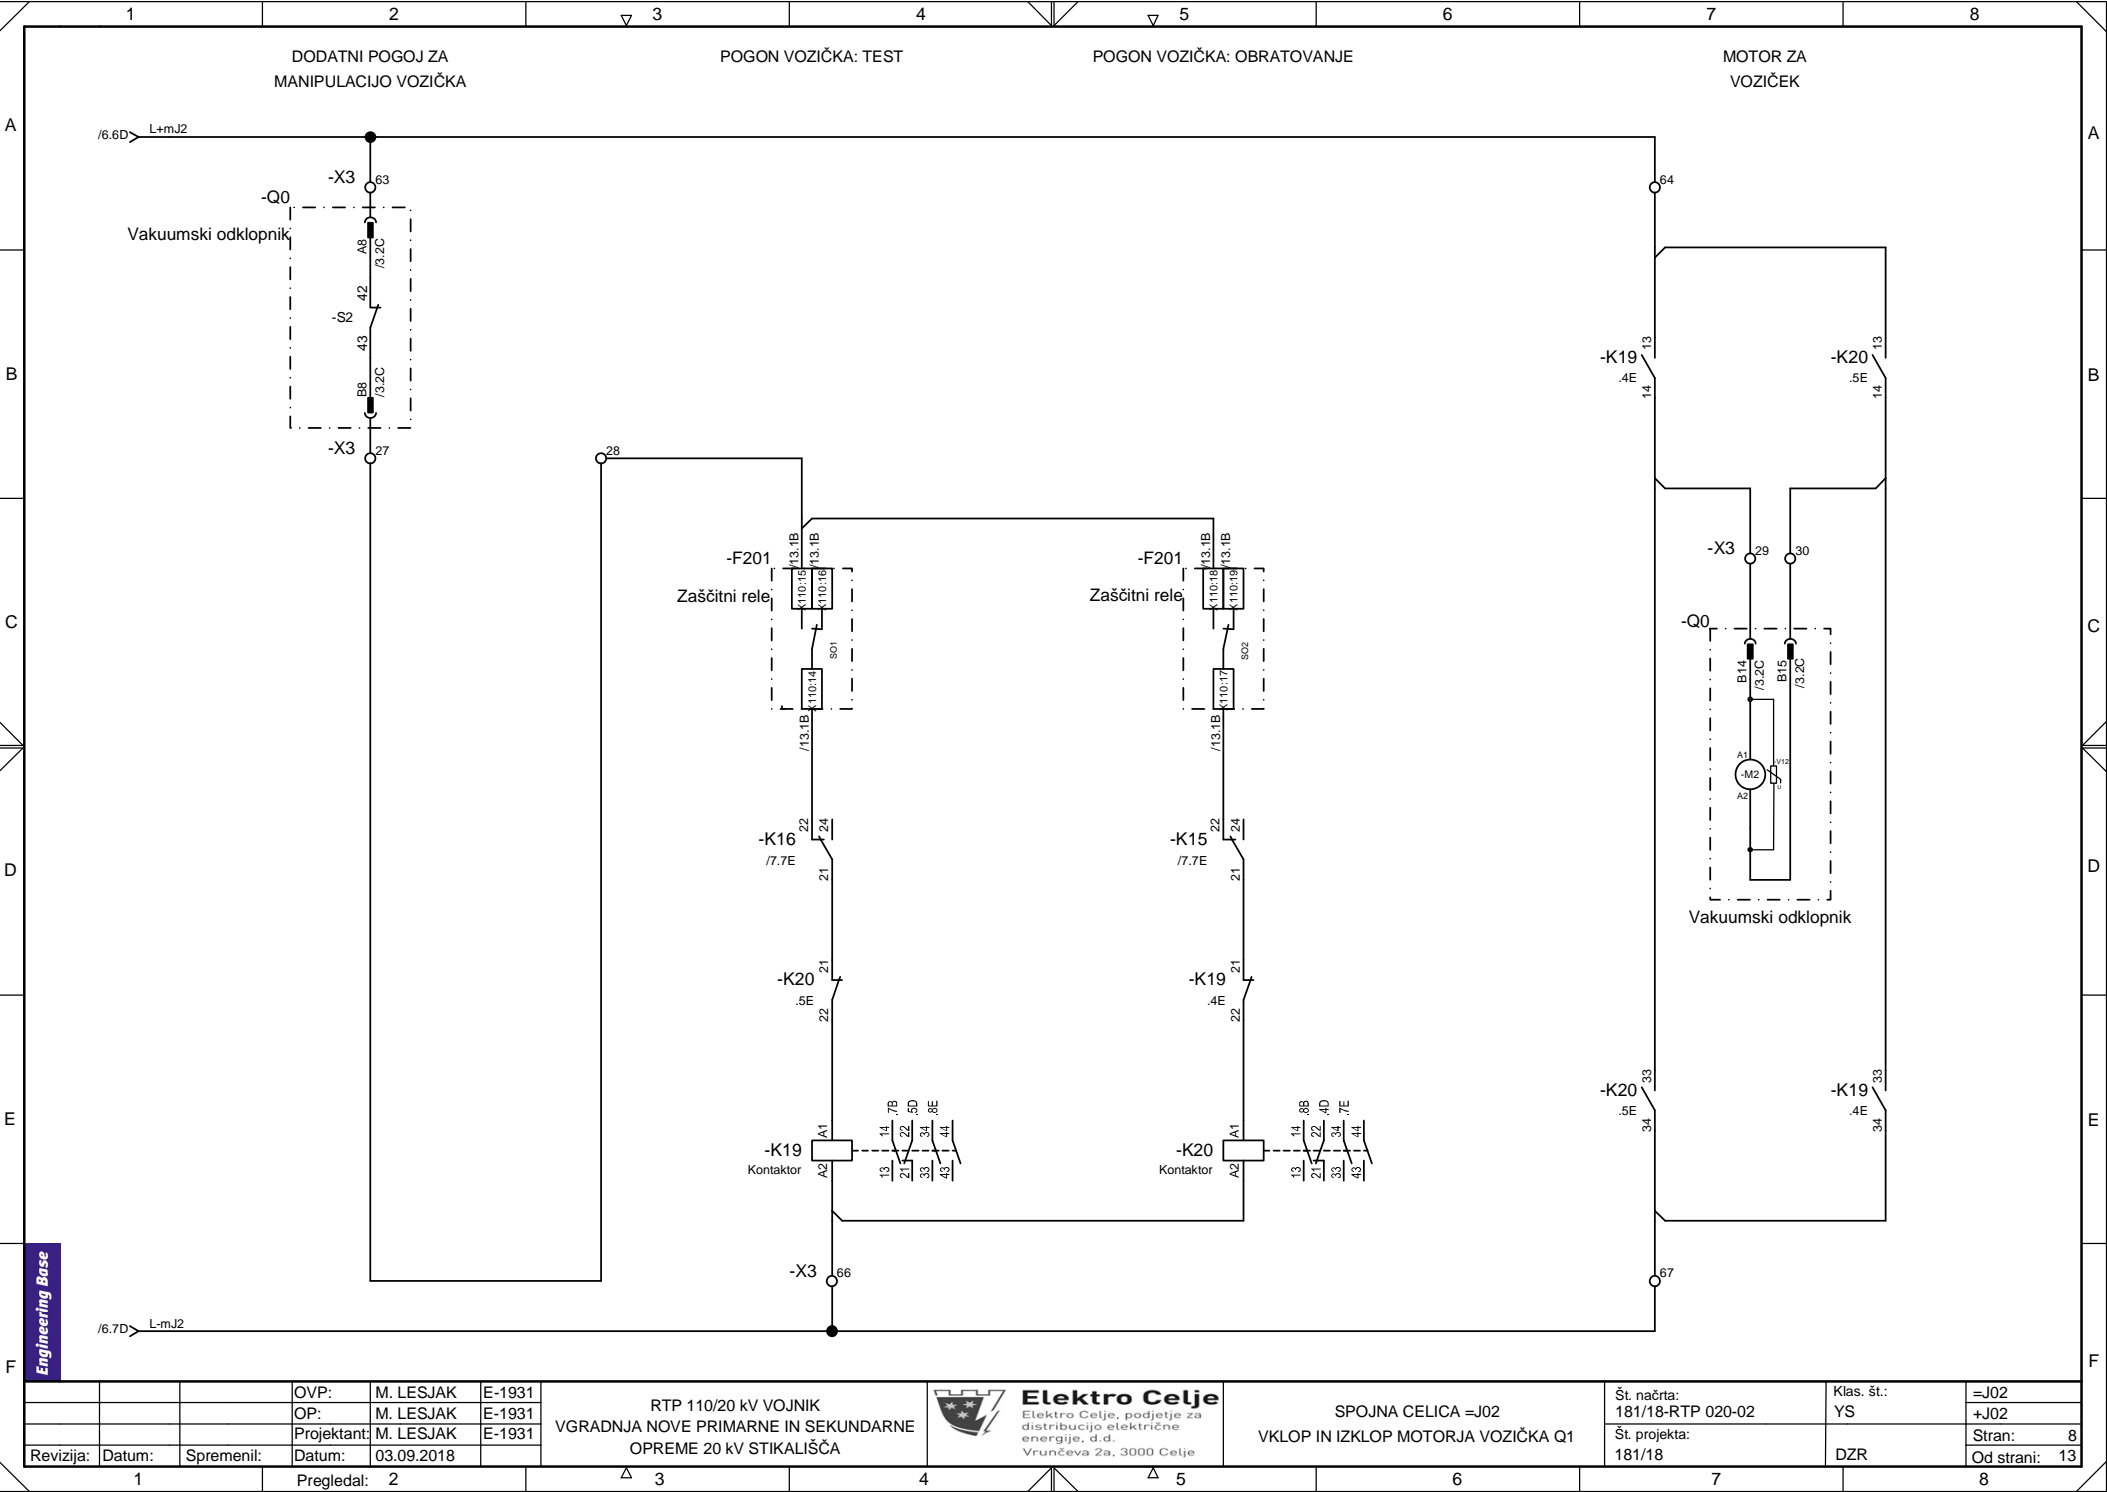 1 2 3 4 5 6 7 8
DODATNI POGOJ ZA
MANIPULACIJO VOZIČKA
POGON VOZIČKA: TEST
POGON VOZIČKA: OBRATOVANJE
MOTOR ZA
VOZIČEK
A
A
/6.6D
L+mJ2
-X3
63
64
-Q0
Vakuumski odklopnik
A8
/3.2C
42
-S2
43
B8
/3.2C
B
B
-K19
.4E
13
14
-K20
.5E
13
14
-X3
27
28
-F201
Zaščitni rele
/13.1B
/13.1B
X110:15
X110:16
SO1
X110:14
/13.1B
-F201
Zaščitni rele
/13.1B
/13.1B
X110:18
X110:19
SO2
X110:17
/13.1B
-X3
29
30
C
C
-Q0
B14
/3.2C
B15
/3.2C
A1
-M2
A2
-V12
U
Vakuumski odklopnik
-K16
/7.7E
22
24
21
-K15
/7.7E
22
24
21
D
D
-K20
.5E
21
22
-K19
.4E
21
22
-K20
.5E
33
34
-K19
.4E
33
34
E
E
-K19
Kontaktor
A1
A2
.7B
.5D
.8E
14
22
34
44
13
21
33
43
-K20
Kontaktor
A1
A2
.8B
.4D
.7E
14
22
34
44
13
21
33
43
-X3
66
67
/6.7D
L-mJ2
F
F
Engineering Base
OVP: M. LESJAK E-1931
OP: M. LESJAK E-1931
Projektant: M. LESJAK E-1931
Revizija: Datum: Spremenil: Datum: 03.09.2018
Pregledal:
RTP 110/20 kV VOJNIK
VGRADNJA NOVE PRIMARNE IN SEKUNDARNE
OPREME 20 kV STIKALIŠČA
Elektro Celje
Elektro Celje, podjetje za
distribucijo električne
energije, d.d.
Vrunčeva 2a, 3000 Celje
SPOJNA CELICA =J02
VKLOP IN IZKLOP MOTORJA VOZIČKA Q1
Št. načrta:
181/18-RTP 020-02
Št. projekta:
181/18
Klas. št.:
YS
DZR
=J02
+J02
Stran: 8
Od strani: 13
1 2 3 4 5 6 7 8